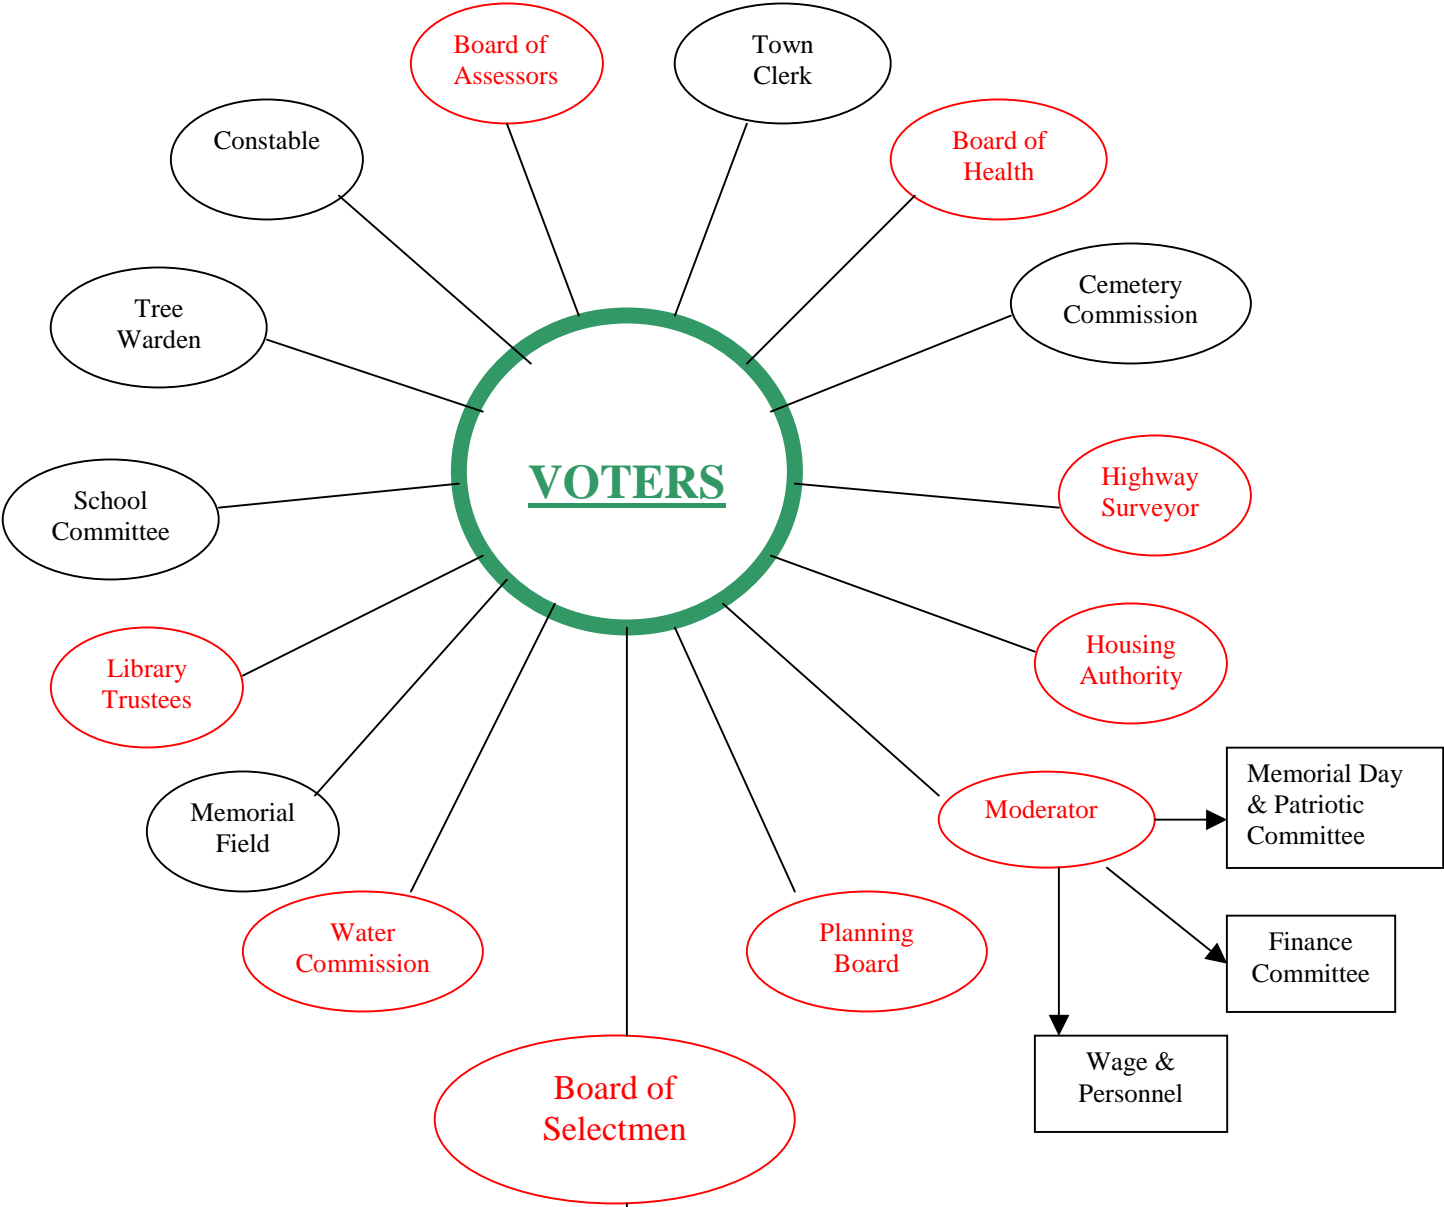 Board of
Assessors
Town
Clerk
Constable
Board of
Health
Tree
Warden
Cemetery
Commission
VOTERS
School
Committee
Highway
Surveyor
Library
Trustees
Housing
Authority
Memorial
Field
Moderator
Memorial Day
& Patriotic
Committee
Water
Commission
Planning
Board
Finance
Committee
Board of
Selectmen
Wage &
Personnel